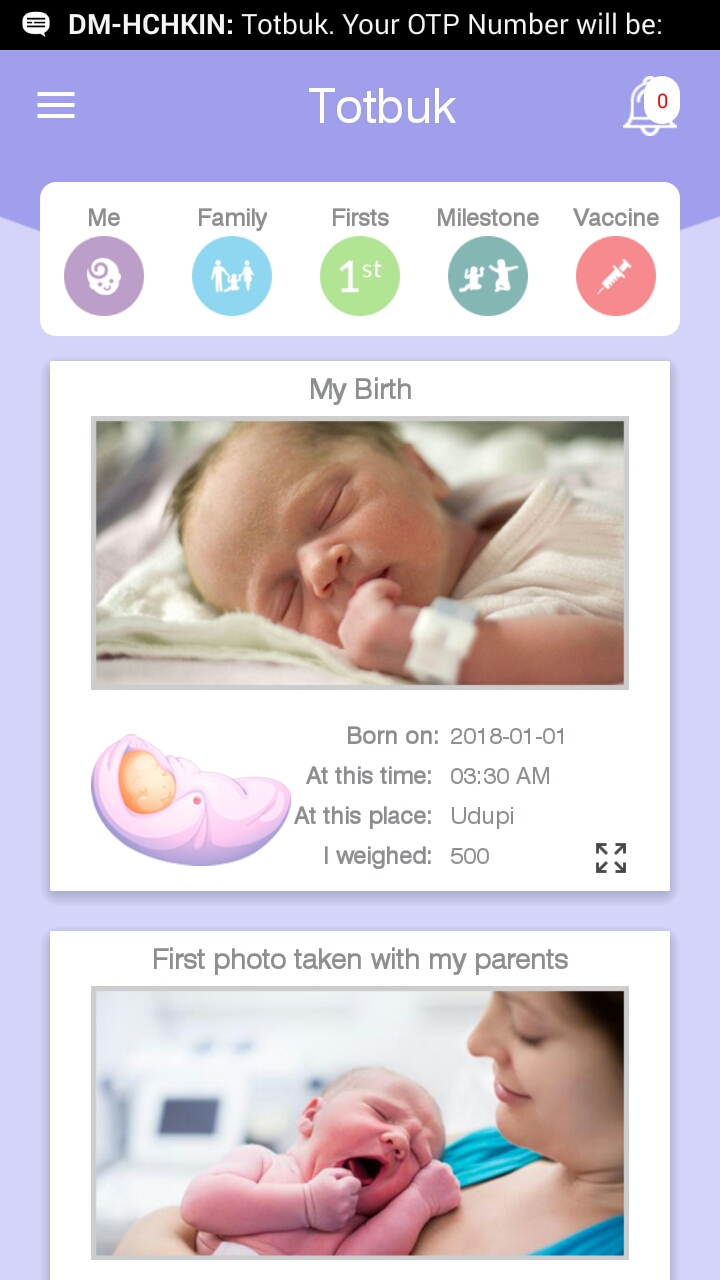 DM-HCHKIN: Totbuk. Your OTP Number will be:
Totbuk
0
Me Family Firsts Milestone Vaccine
1st
My Birth
Born on: 2018-01-01
At this time: 03:30 AM
At this place: Udupi
I weighed: 500
First photo taken with my parents